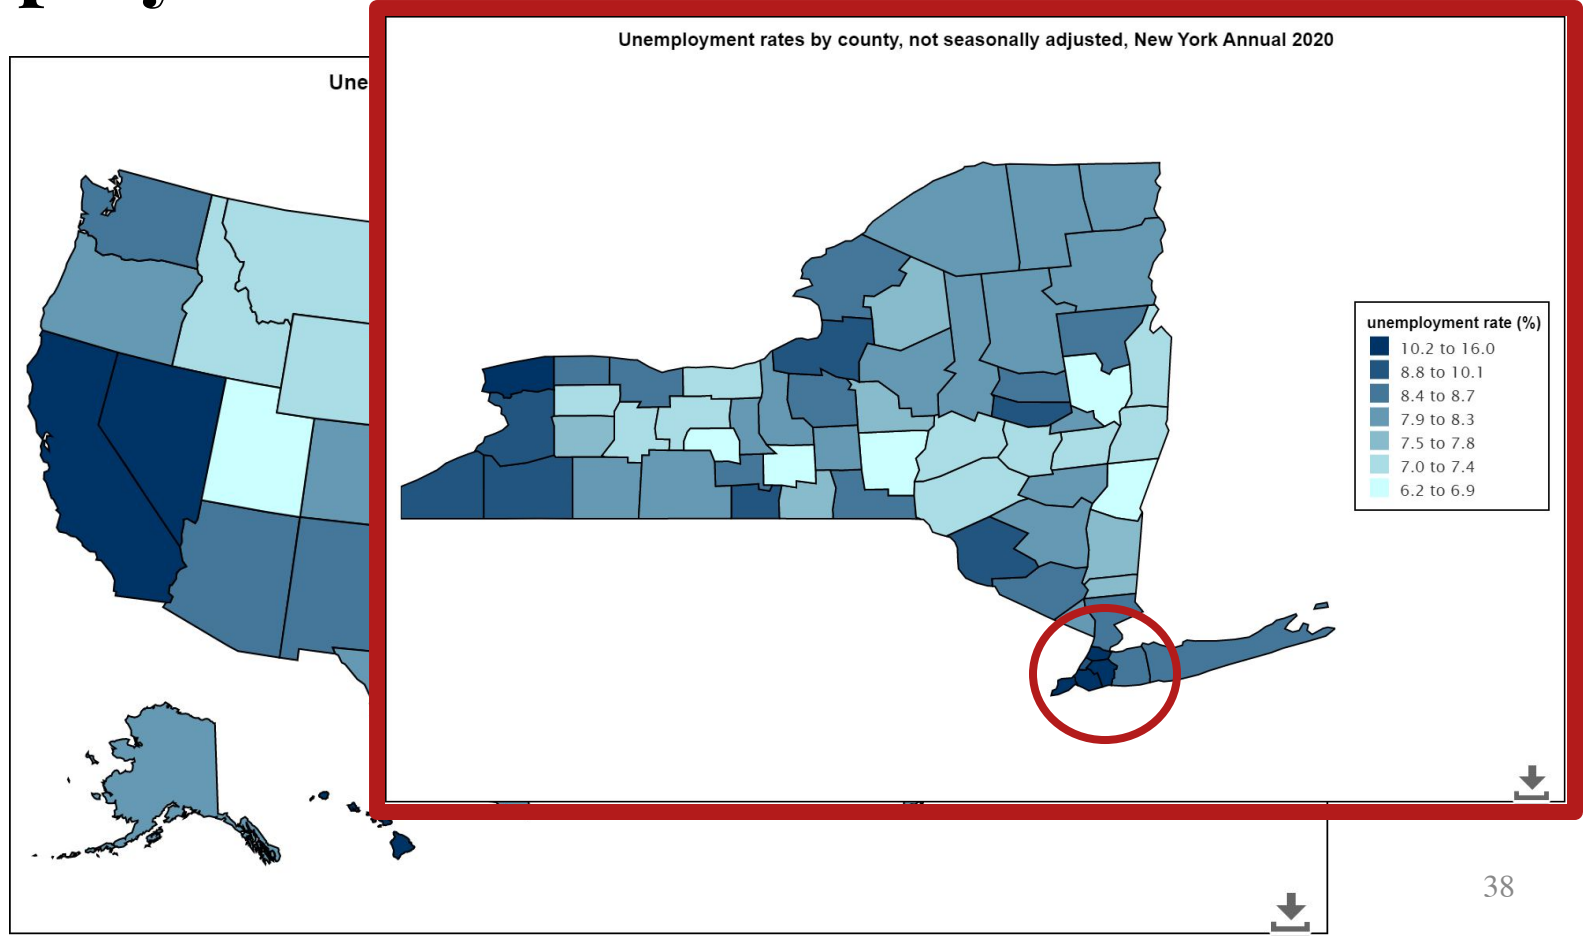 Une
Unemployment rates by county, not seasonally adjusted, New York Annual 2020
unemployment rate (%)
10.2 to 16.0
8.8 to 10.1
8.4 to 8.7
7.9 to 8.3
7.5 to 7.8
7.0 to 7.4
6.2 to 6.9
38